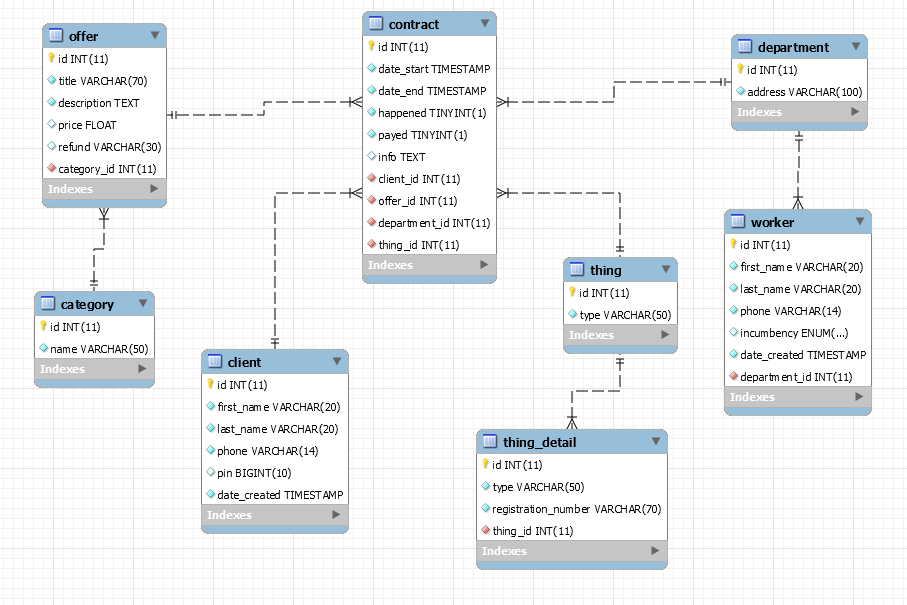 offer
id INT(11)
title VARCHAR(70)
description TEXT
price FLOAT
refund VARCHAR(30)
category_id INT(11)
Indexes
contract
id INT(11)
date_start TIMESTAMP
date_end TIMESTAMP
happened TINYINT(1)
payed TINYINT(1)
info TEXT
client_id INT(11)
offer_id INT(11)
department_id INT(11)
thing_id INT(11)
Indexes
department
id INT(11)
address VARCHAR(100)
Indexes
worker
id INT(11)
first_name VARCHAR(20)
last_name VARCHAR(20)
phone VARCHAR(14)
incumbency ENUM(...)
date_created TIMESTAMP
department_id INT(11)
Indexes
category
id INT(11)
name VARCHAR(50)
Indexes
client
id INT(11)
first_name VARCHAR(20)
last_name VARCHAR(20)
phone VARCHAR(14)
pin BIGINT(10)
date_created TIMESTAMP
Indexes
thing
id INT(11)
type VARCHAR(50)
Indexes
thing_detail
id INT(11)
type VARCHAR(50)
registration_number VARCHAR(70)
thing_id INT(11)
Indexes